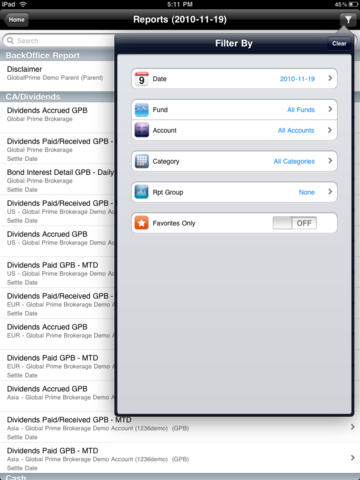 iPad
5:11 PM
45%
Home
Reports (2010-11-19)
Search
BackOffice Report
Disclaimer
GlobalPrime Demo Parent (Parent)
CA/Dividends
Dividends Accrued GPB
Global Prime Brokerage
Dividends Paid/Received GPB -
Global Prime Brokerage
Settle Date
Bond Interest Detail GPB - Daily
Global Prime Brokerage
Dividends Paid/Received GPB -
US - Global Prime Brokerage Demo A
Settle Date
Dividends Accrued GPB
US - Global Prime Brokerage Demo A
Dividends Paid GPB - MTD
US - Global Prime Brokerage Demo A
Settle Date
Dividends Paid/Received GPB -
EUR - Global Prime Brokerage Demo A
Settle Date
Dividends Accrued GPB
EUR - Global Prime Brokerage Demo A
Dividends Paid GPB - MTD
EUR - Global Prime Brokerage Demo A
Settle Date
Dividends Accrued GPB
Asia - Global Prime Brokerage Demo A
Dividends Paid/Received GPB - MTD
Asia - Global Prime Brokerage Demo Account (1236demo) (GPB)
Settle Date
Dividends Paid GPB - MTD
Asia - Global Prime Brokerage Demo Account (1236demo) (GPB)
Settle Date
Cash
Filter By
Clear
9
Date
2010-11-19
Fund
All Funds
Account
All Accounts
Category
All Categories
Rpt Group
None
Favorites Only
OFF